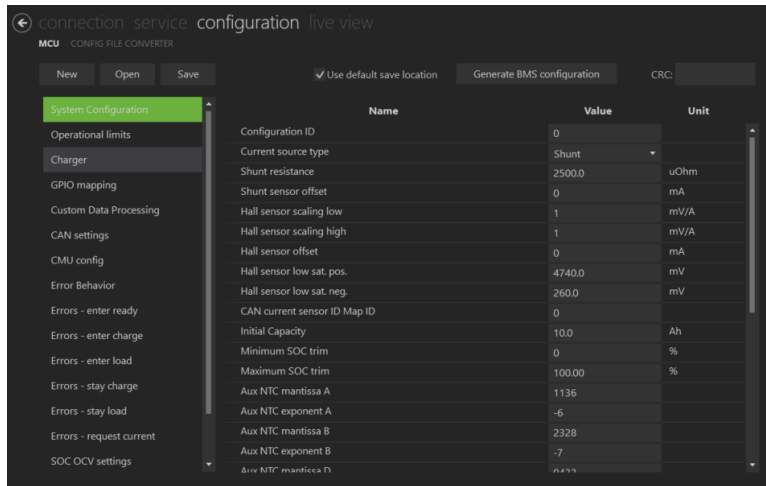 connection service configuration live view
MCU CONFIG FILE CONVERTER
New Open Save Use default save location Generate BMS configuration CRC:
System Configuration
Operational limits
Charger
GPIO mapping
Custom Data Processing
CAN settings
CMU config
Error Behavior
Errors - enter ready
Errors - enter charge
Errors - enter load
Errors - stay charge
Errors - stay load
Errors - request current
SOC OCV settings
Name Value Unit
Configuration ID 0
Current source type Shunt
Shunt resistance 2500.0 uOhm
Shunt sensor offset 0 mA
Hall sensor scaling low 1 mV/A
Hall sensor scaling high 1 mV/A
Hall sensor offset 0 mA
Hall sensor low sat. pos. 4740.0 mV
Hall sensor low sat. neg. 260.0 mV
CAN current sensor ID Map ID 0
Initial Capacity 10.0 Ah
Minimum SOC trim 0 %
Maximum SOC trim 100.00 %
Aux NTC mantissa A 1136
Aux NTC exponent A -6
Aux NTC mantissa B 2328
Aux NTC exponent B -7
Aux NTC mantissa D